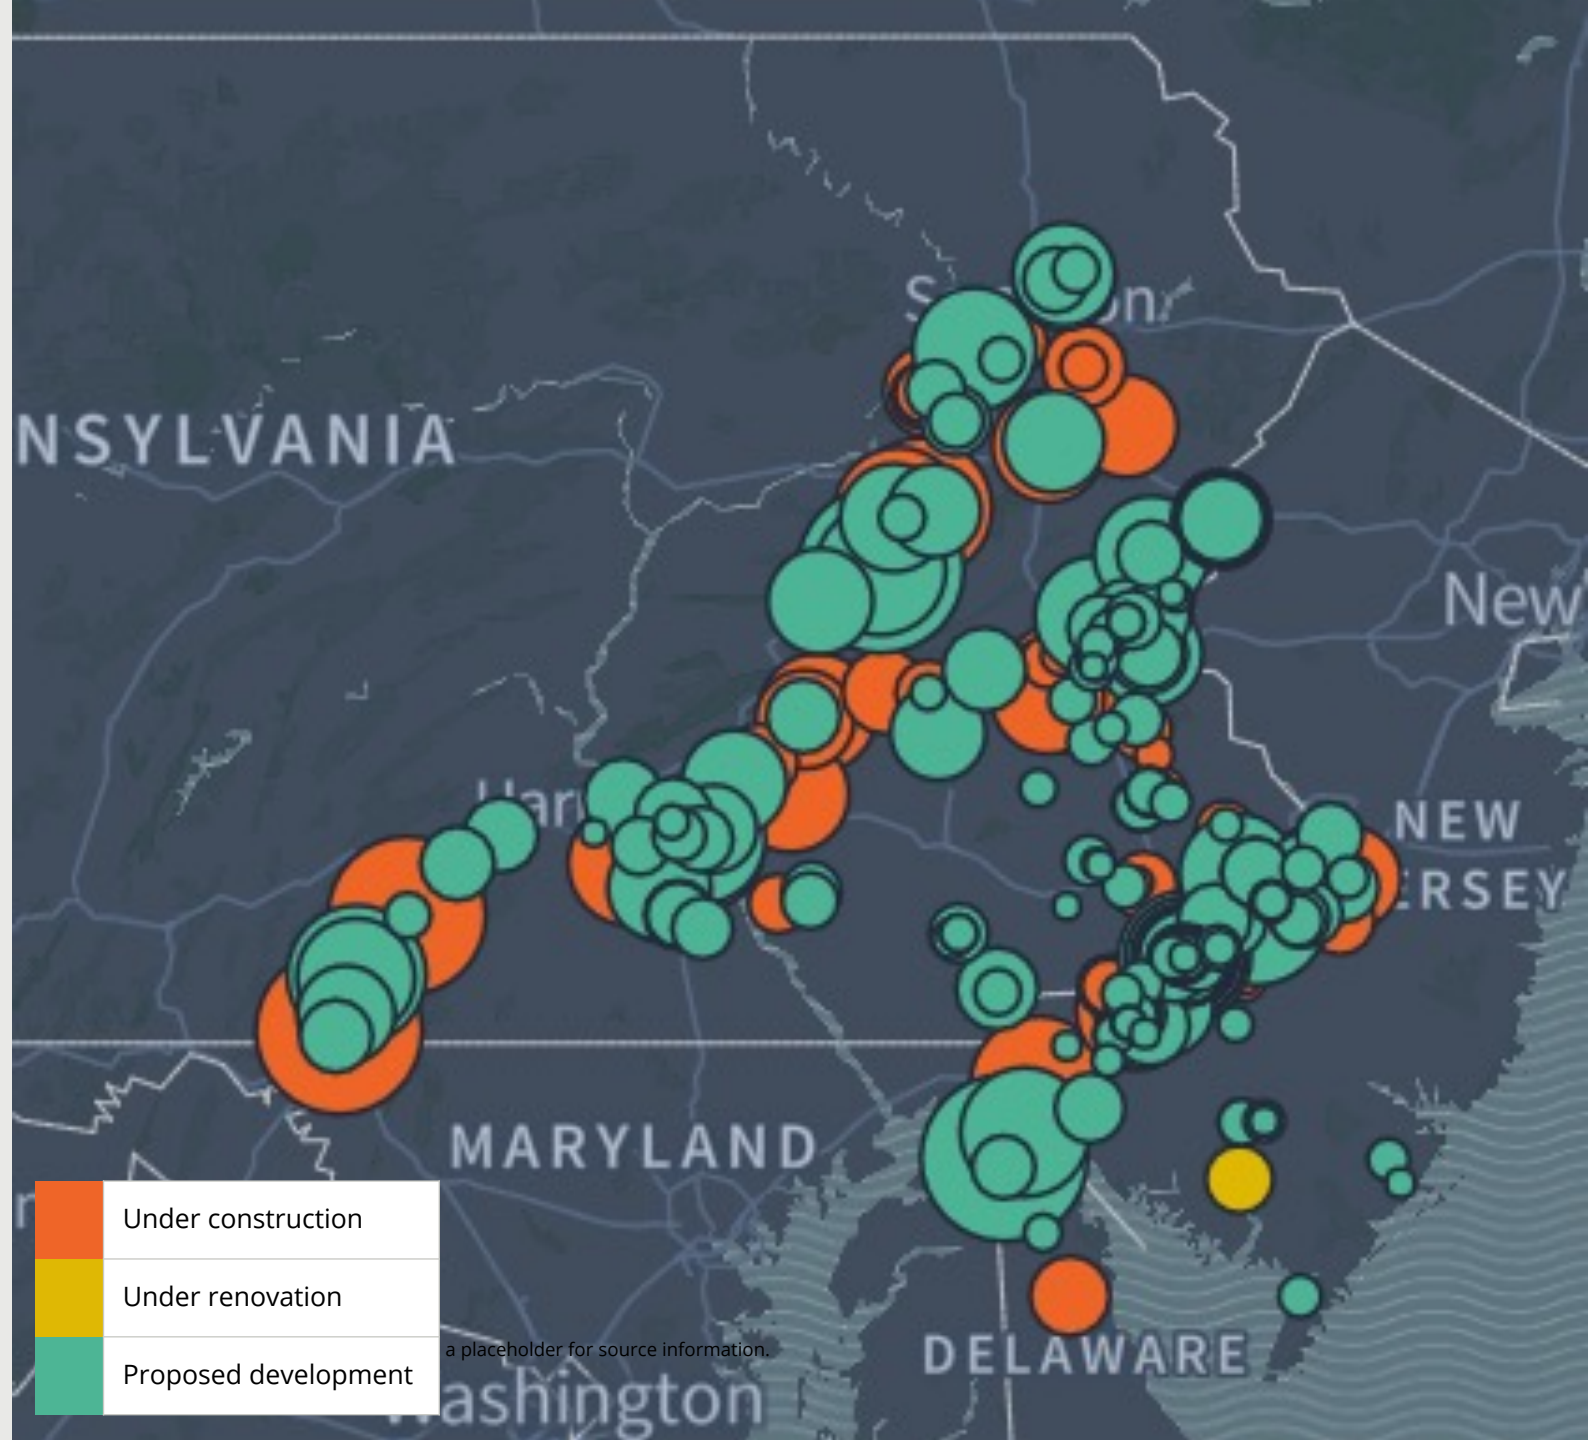 NSYLVANIA
New
NEW
ERSEY
MARYLAND
Under construction
Under renovation
Proposed development
a placeholder for source information.
DELAWARE
ashington